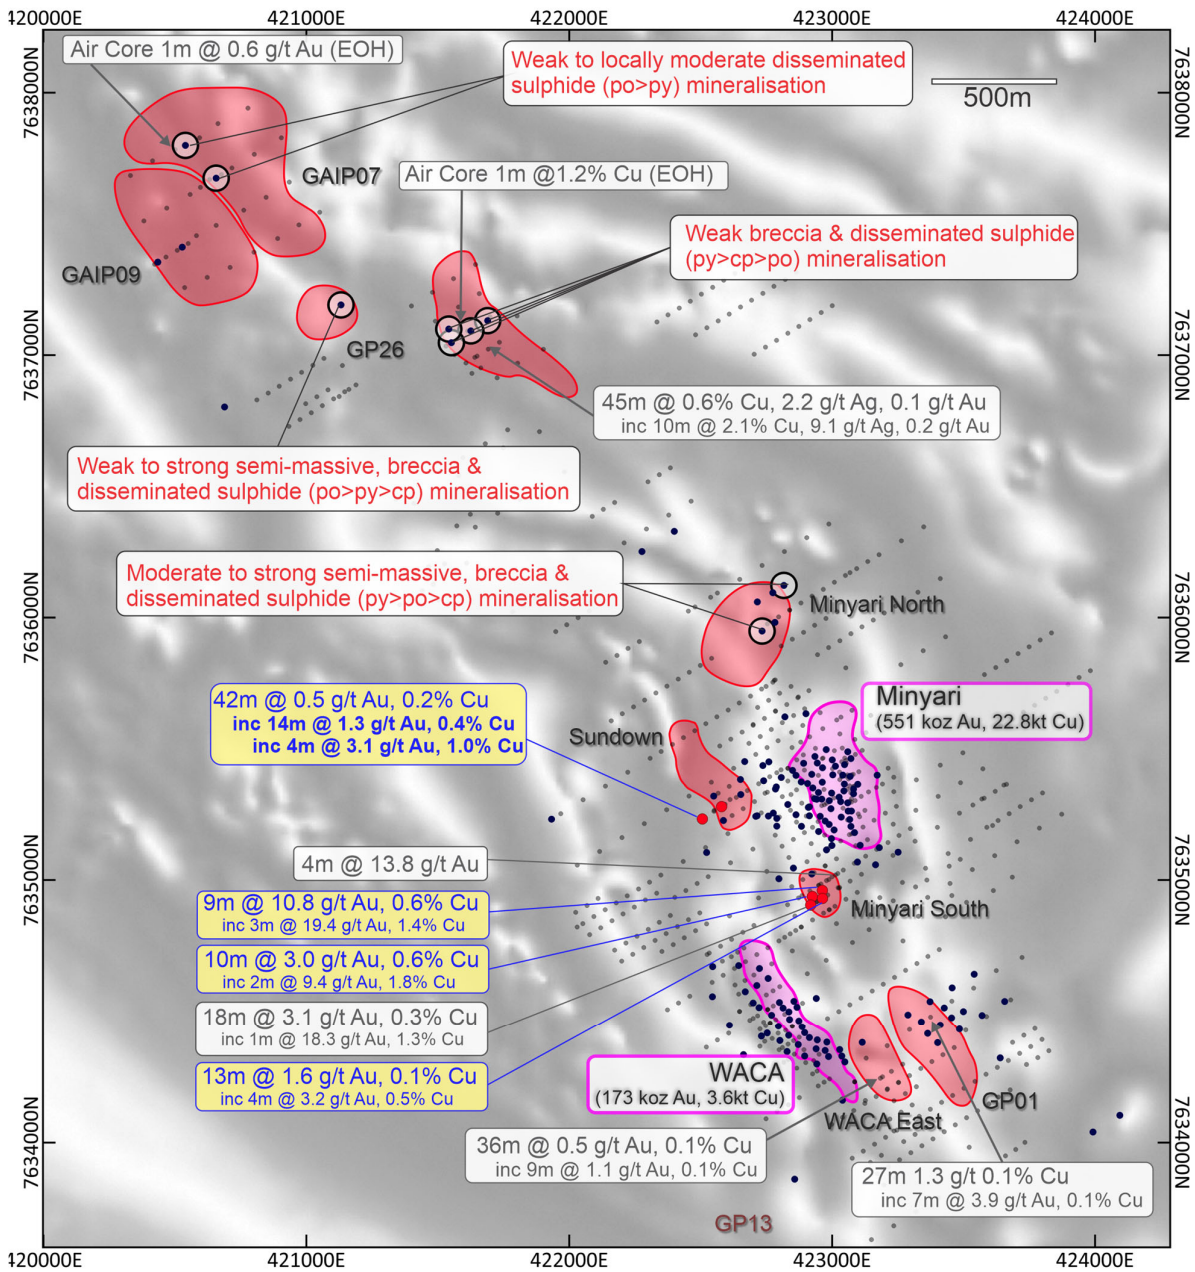 420000E
421000E
422000E
423000E
424000E
Air Core 1m @ 0.6 g/t Au (EOH)
Weak to locally moderate disseminated
sulphide (po>py) mineralisation
500m
7638000N
7638000N
GAIP07
Air Core 1m @1.2% Cu (EOH)
Weak breccia & disseminated sulphide
(py>cp>po) mineralisation
GAIP09
GP26
7637000N
7637000N
45m @ 0.6% Cu, 2.2 g/t Ag, 0.1 g/t Au
inc 10m @ 2.1% Cu, 9.1 g/t Ag, 0.2 g/t Au
Weak to strong semi-massive, breccia &
disseminated sulphide (po>py>cp) mineralisation
Moderate to strong semi-massive, breccia &
disseminated sulphide (py>po>cp) mineralisation
Minyari North
7636000N
7636000N
42m @ 0.5 g/t Au, 0.2% Cu
inc 14m @ 1.3 g/t Au, 0.4% Cu
inc 4m @ 3.1 g/t Au, 1.0% Cu
Minyari
(551 koz Au, 22.8kt Cu)
Sundown
4m @ 13.8 g/t Au
7635000N
7635000N
9m @ 10.8 g/t Au, 0.6% Cu
inc 3m @ 19.4 g/t Au, 1.4% Cu
Minyari South
10m @ 3.0 g/t Au, 0.6% Cu
inc 2m @ 9.4 g/t Au, 1.8% Cu
18m @ 3.1 g/t Au, 0.3% Cu
inc 1m @ 18.3 g/t Au, 1.3% Cu
13m @ 1.6 g/t Au, 0.1% Cu
inc 4m @ 3.2 g/t Au, 0.5% Cu
WACA
(173 koz Au, 3.6kt Cu)
GP01
WACA East
7634000N
7634000N
36m @ 0.5 g/t Au, 0.1% Cu
inc 9m @ 1.1 g/t Au, 0.1% Cu
27m 1.3 g/t 0.1% Cu
inc 7m @ 3.9 g/t Au, 0.1% Cu
GP13
420000E
421000E
422000E
423000E
424000E